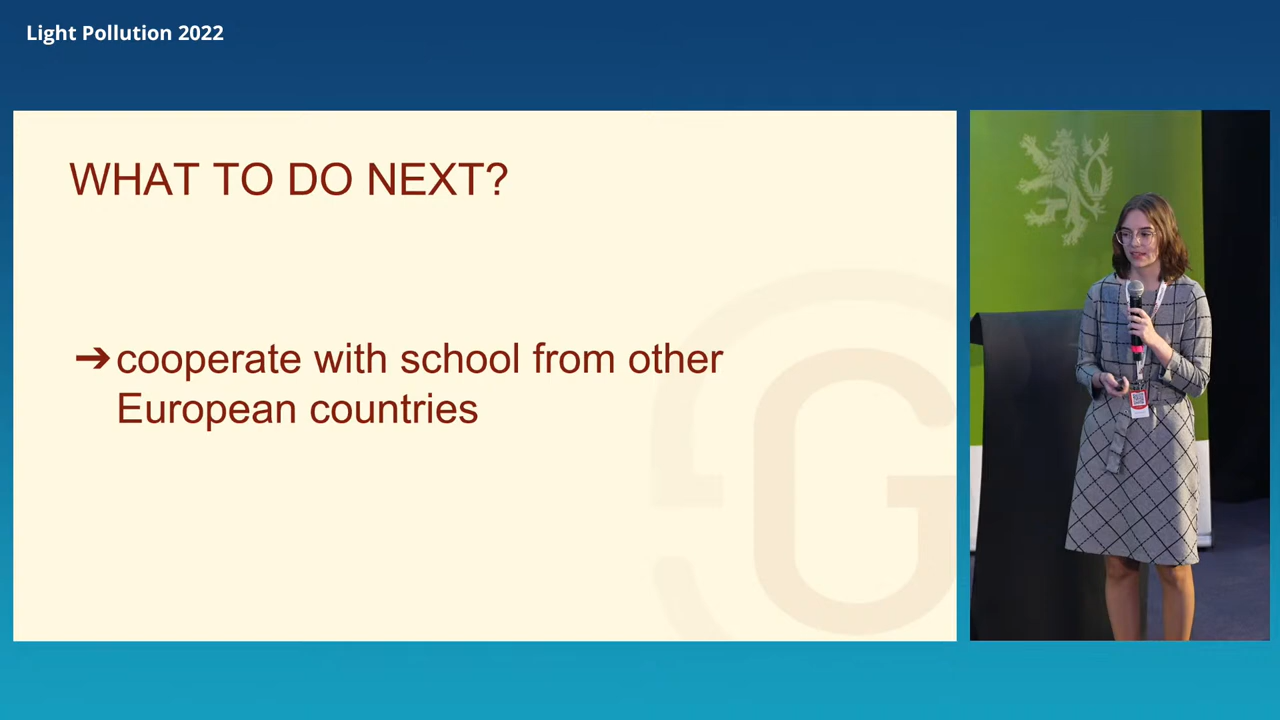 Light Pollution 2022
WHAT TO DO NEXT?
➔cooperate with school from other
European countries
G